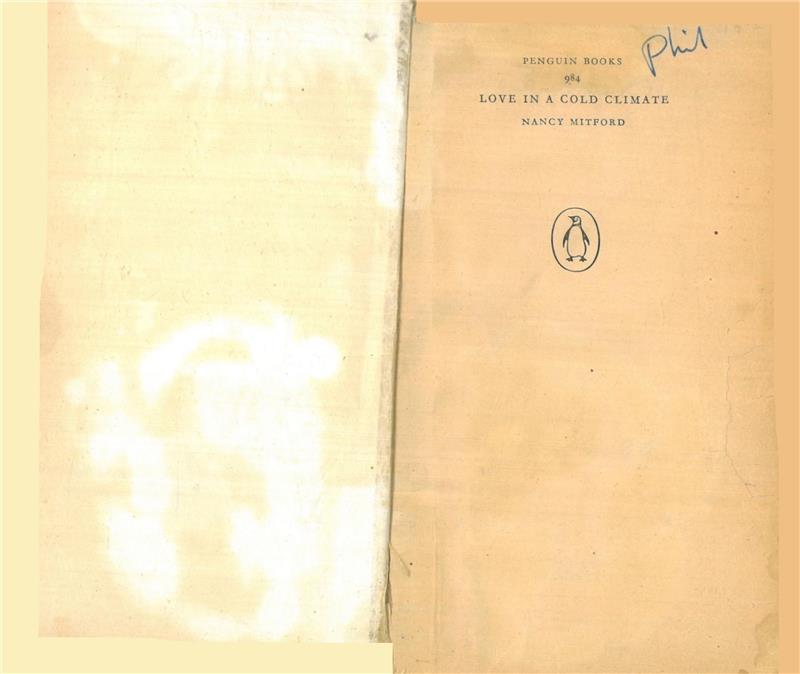 Phil
PENGUIN BOOKS
984
LOVE IN A COLD CLIMATE
NANCY MITFORD